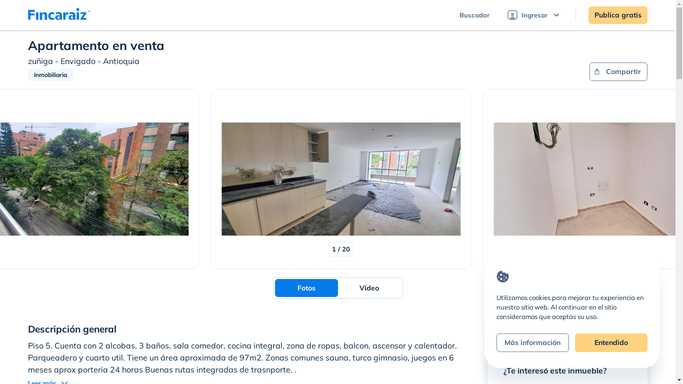 Fincaraiz
Buscador
Ingresar
Publica gratis
Apartamento en venta
zuñiga - Envigado - Antioquia
Inmobiliaria
Compartir
1 / 20
Fotos
Video
Descripción general
Piso 5. Cuenta con 2 alcobas, 3 baños, sala comedor, cocina integral, zona de ropas, balcon, ascensor y calentador.
Parqueadero y cuarto util. Tiene un área aproximada de 97m2. Zonas comunes sauna, turco gimnasio, juegos en 6
meses aprox portería 24 horas Buenas rutas integradas de trasnporte. .
Leer más
Utilizamos cookies para mejorar tu experiencia en
nuestro sitio web. Al continuar en el sitio
consideramos que aceptas su uso.
Más información
Entendido
¿Te interesó este inmueble?